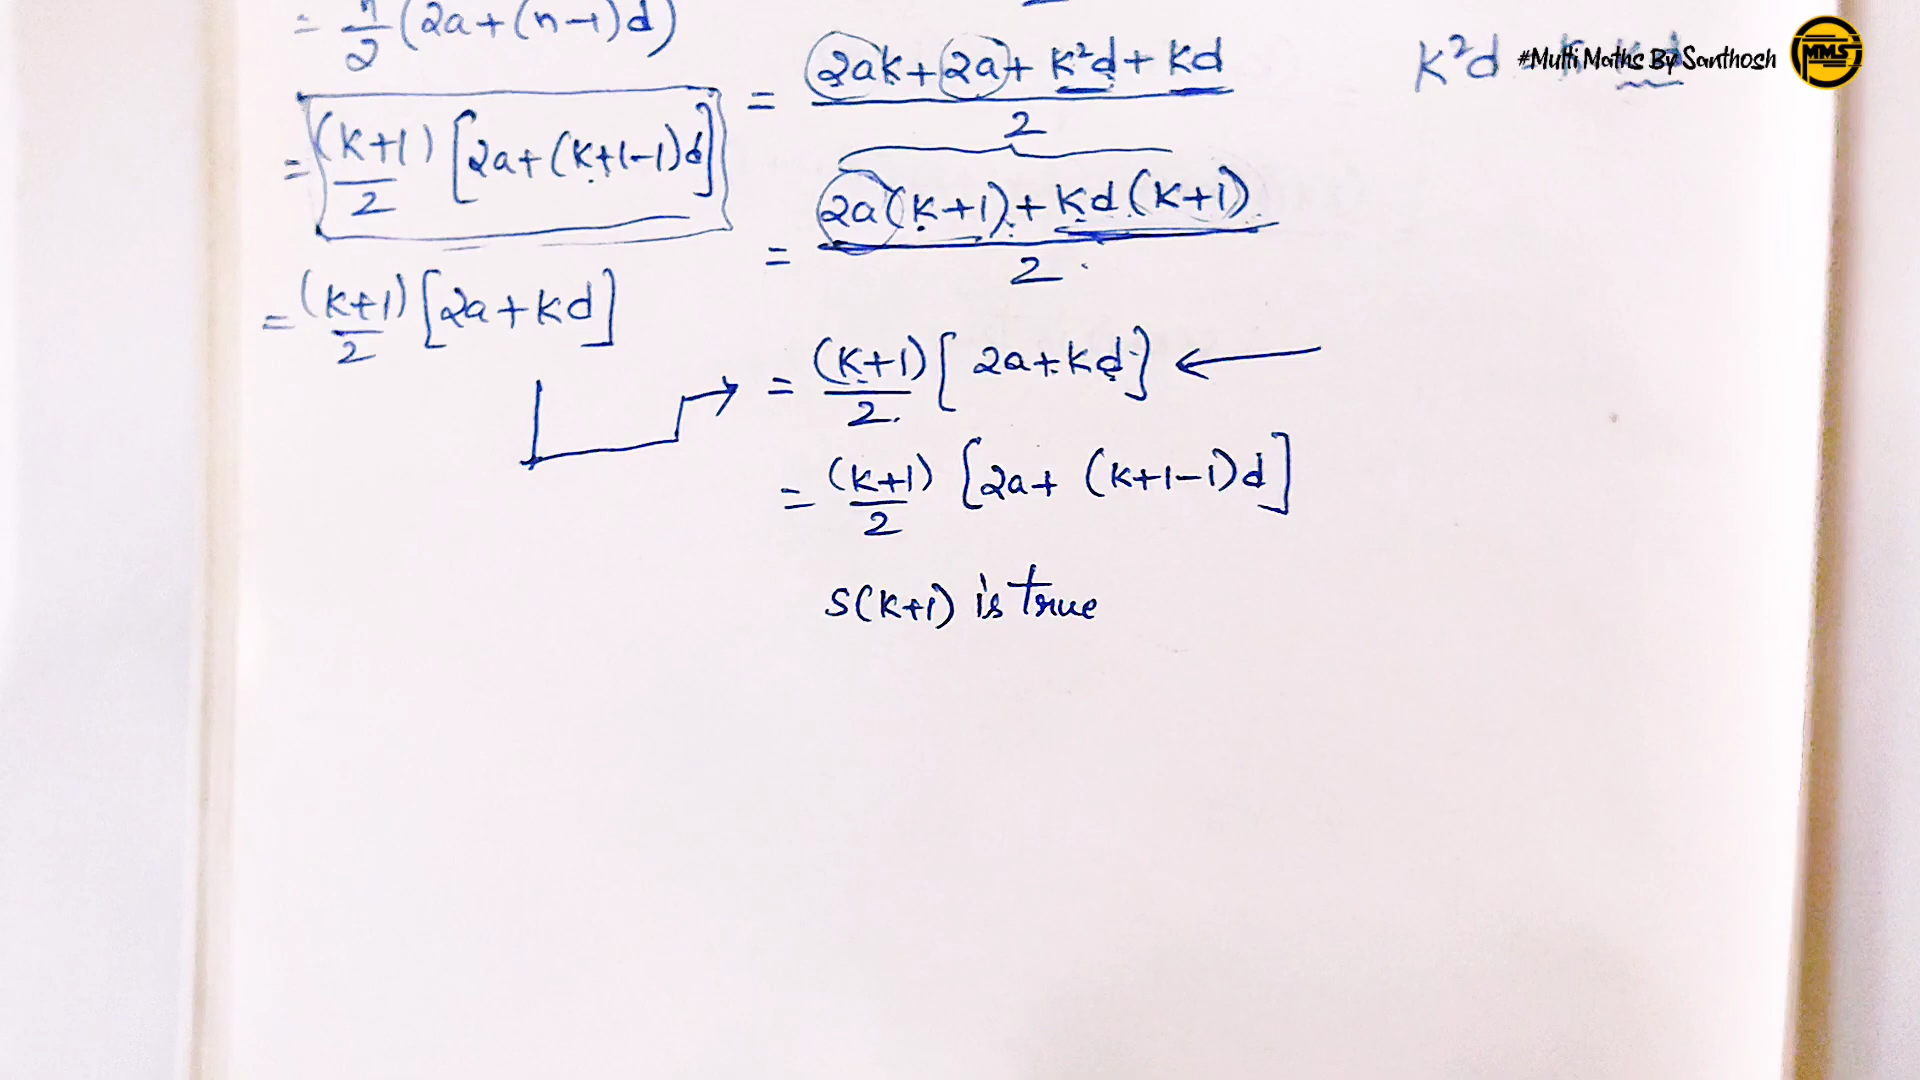 = n/2 (2a+(n-1)d)
= (k+1)/2 [2a+(k+1-1)d]
= (k+1)/2 [2a+kd]
= 2ak+2a+k²d+kd / 2
= 2a(k+1)+kd(k+1) / 2
= (k+1)/2 [2a+kd]
= (k+1)/2 [2a+(k+1-1)d]
S(k+1) is true
k²d
#Multi Maths By Santhosh
MMS